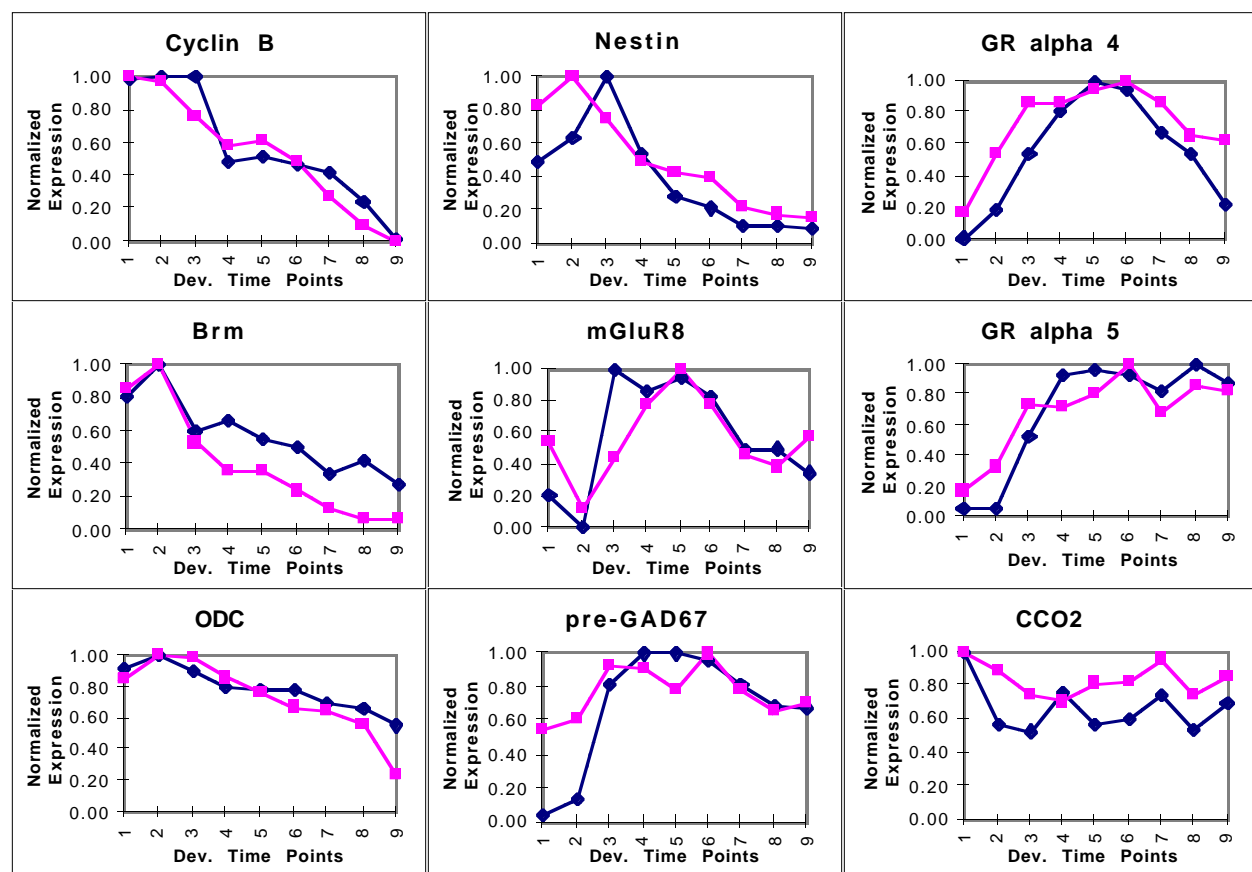 Cyclin B
Normalized
Expression
1.00
0.80
0.60
0.40
0.20
0.00
1 2 3 4 5 6 7 8 9
Dev. Time Points
Nestin
Normalized
Expression
1.00
0.80
0.60
0.40
0.20
0.00
1 2 3 4 5 6 7 8 9
Dev. Time Points
GR alpha 4
Normalized
Expression
1.00
0.80
0.60
0.40
0.20
0.00
1 2 3 4 5 6 7 8 9
Dev. Time Points
Brm
Normalized
Expression
1.00
0.80
0.60
0.40
0.20
0.00
1 2 3 4 5 6 7 8 9
Dev. Time Points
mGluR8
Normalized
Expression
1.00
0.80
0.60
0.40
0.20
0.00
1 2 3 4 5 6 7 8 9
Dev. Time Points
GR alpha 5
Normalized
Expression
1.00
0.80
0.60
0.40
0.20
0.00
1 2 3 4 5 6 7 8 9
Dev. Time Points
ODC
Normalized
Expression
1.00
0.80
0.60
0.40
0.20
0.00
1 2 3 4 5 6 7 8 9
Dev. Time Points
pre-GAD67
Normalized
Expression
1.00
0.80
0.60
0.40
0.20
0.00
1 2 3 4 5 6 7 8 9
Dev. Time Points
CCO2
Normalized
Expression
1.00
0.80
0.60
0.40
0.20
0.00
1 2 3 4 5 6 7 8 9
Dev. Time Points